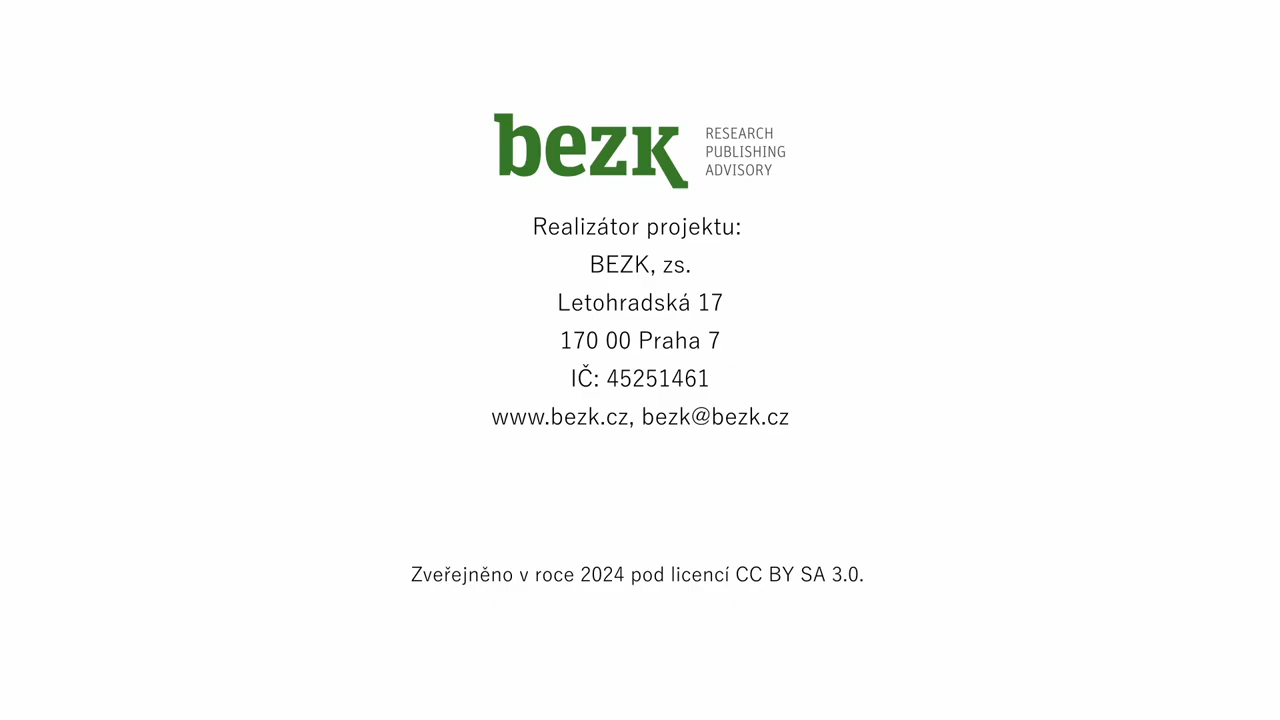 bezk
RESEARCH
PUBLISHING
ADVISORY
Realizátor projektu:
BEZK, zs.
Letohradská 17
170 00 Praha 7
IČ: 45251461
www.bezk.cz, bezk@bezk.cz
Zveřejněno v roce 2024 pod licencí CC BY SA 3.0.